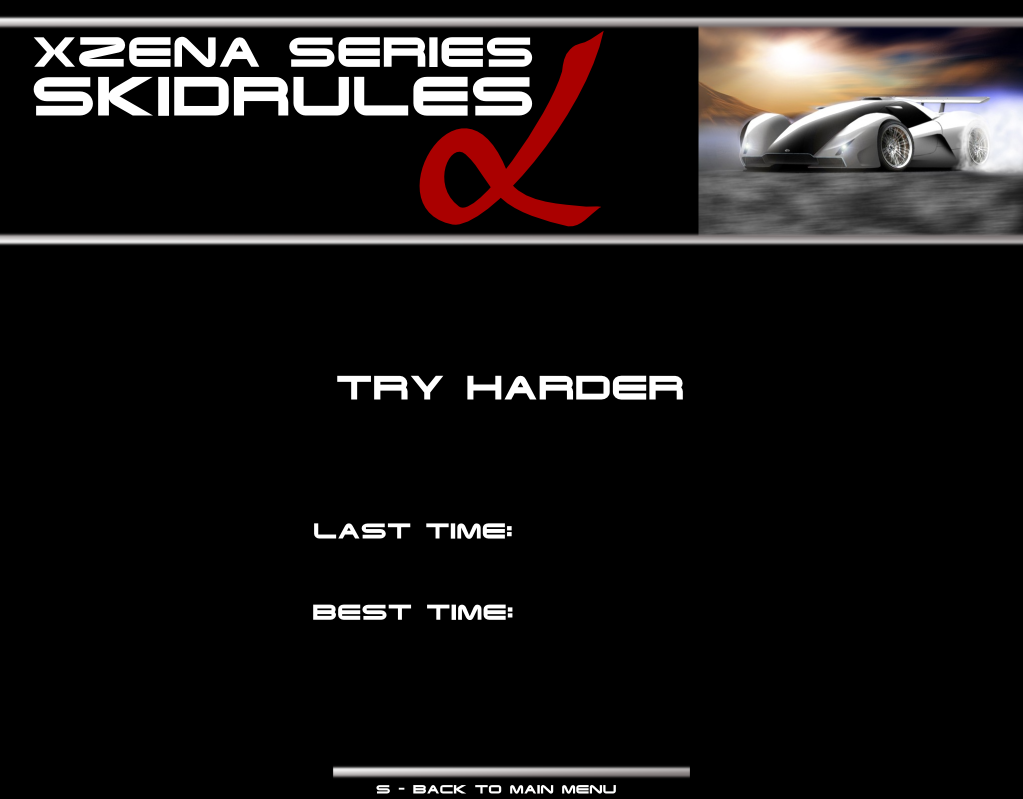 XZENA SERIES
SKIDRULES
α
TRY HARDER
LAST TIME:
BEST TIME:
S - BACK TO MAIN MENU